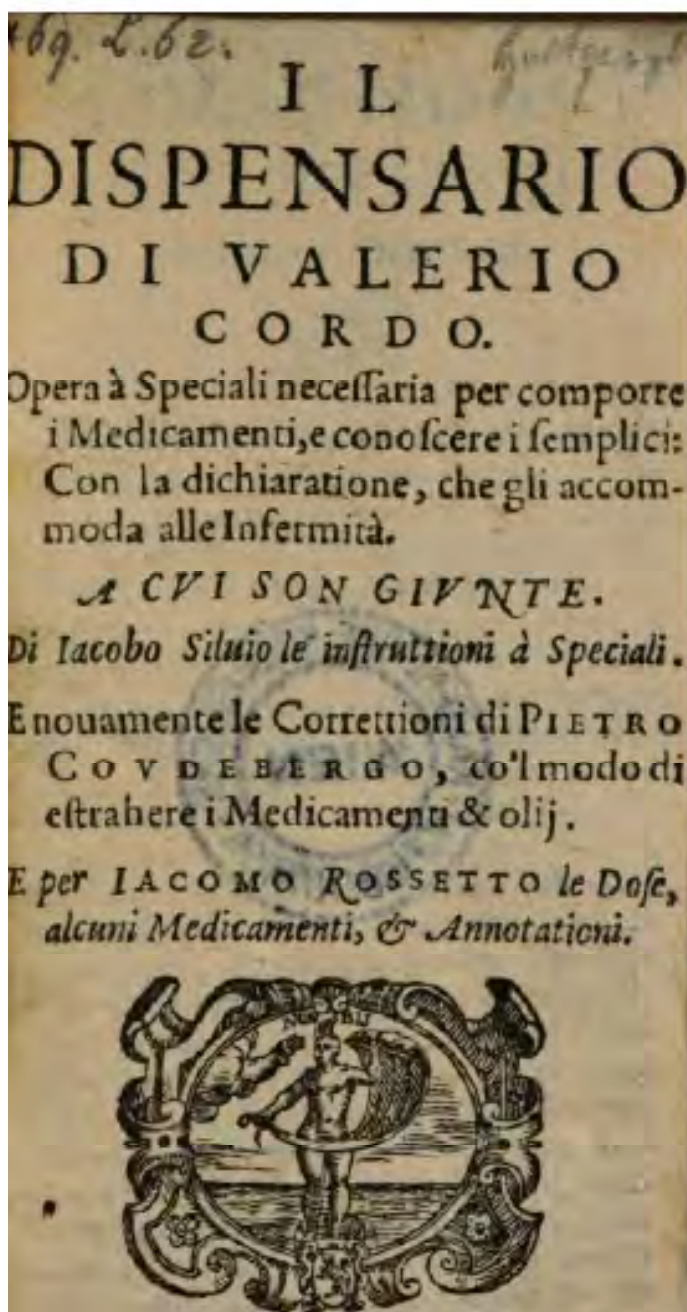 I L
DISPENSARIO
DI VALERIO
CORDO.
Opera à Speciali neceſſaria per comporre
i Medicamenti, e conoſcere i ſemplici:
Con la dichiaratione, che gli accom-
moda alle Infermità.
A CVI SON GIVNTE.
Di Iacobo Siluio le inſtruttioni à Speciali.
E nouamente le Correttioni di PIETRO
COVDEBERGO, co'l modo di
eſtrahere i Medicamenti & olij.
E per IACOMO ROSSETTO le Doſe,
alcuni Medicamenti, & Annotationi.